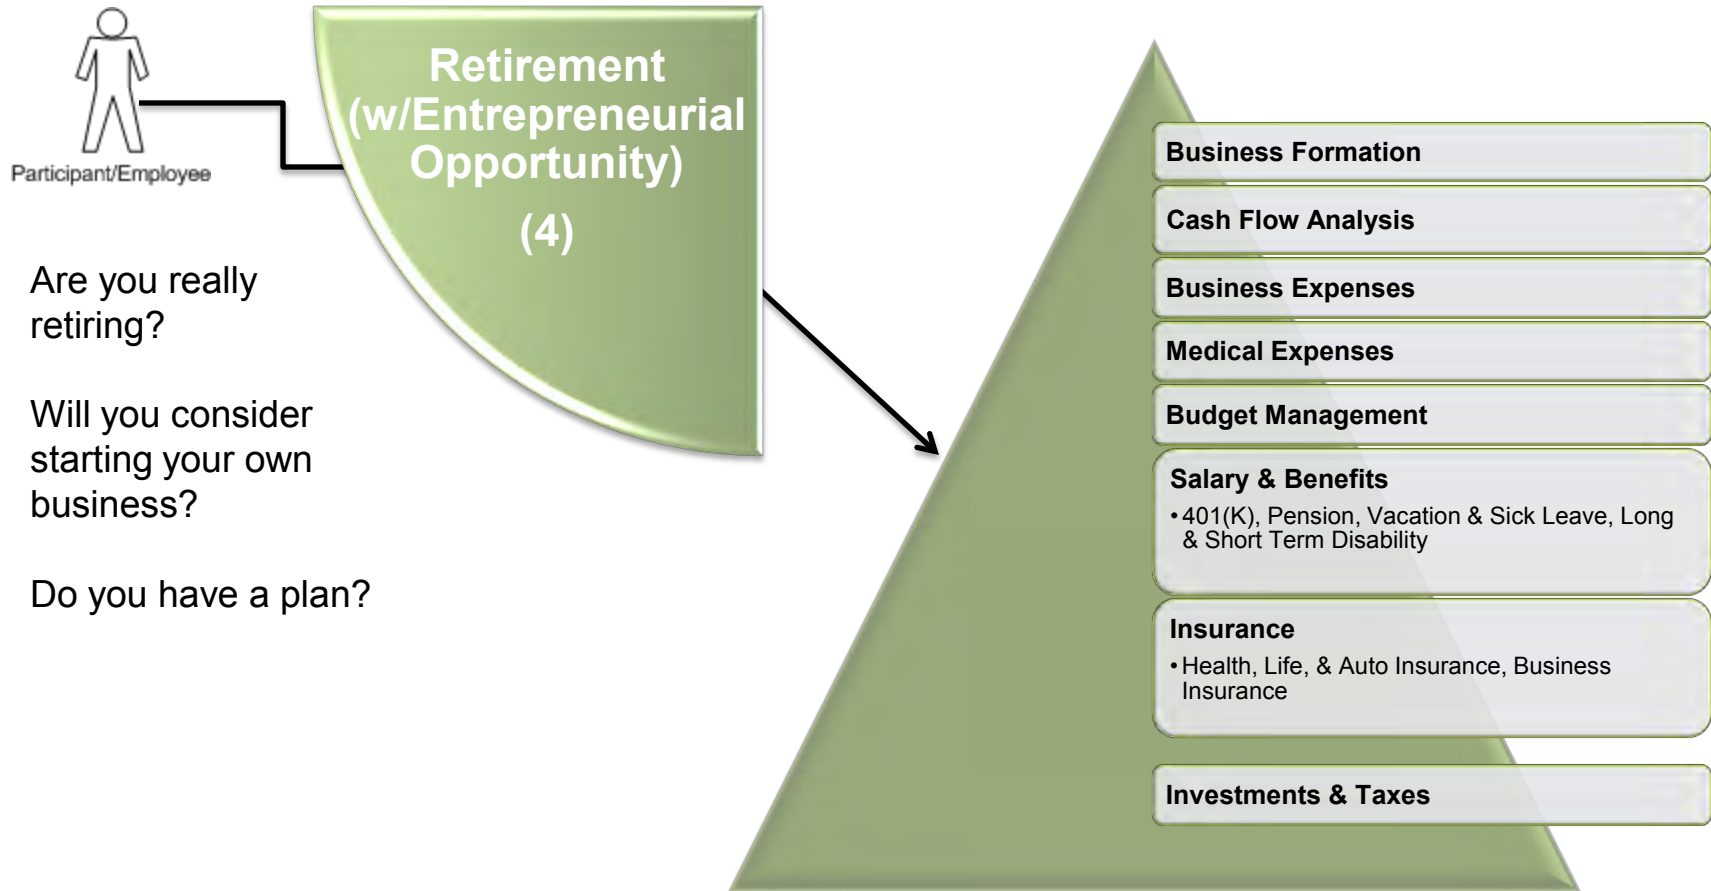 Participant/Employee
Retirement
(w/Entrepreneurial
Opportunity)
(4)
Are you really
retiring?
Will you consider
starting your own
business?
Do you have a plan?
Business Formation
Cash Flow Analysis
Business Expenses
Medical Expenses
Budget Management
Salary & Benefits
• 401(K), Pension, Vacation & Sick Leave, Long
& Short Term Disability
Insurance
• Health, Life, & Auto Insurance, Business
Insurance
Investments & Taxes